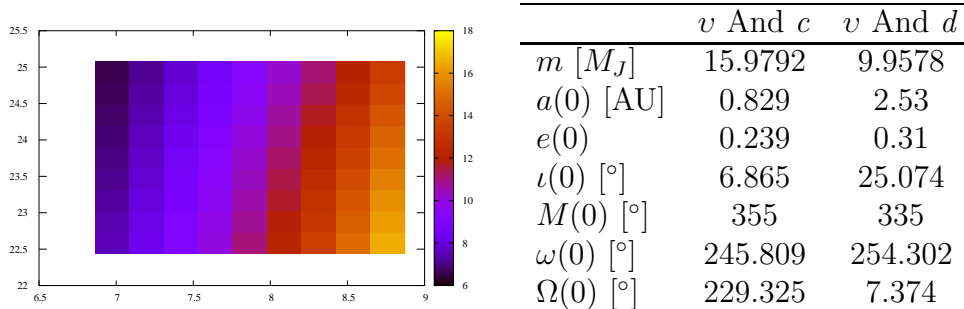 25.5
25
24.5
24
23.5
23
22.5
22
6.5 7 7.5 8 8.5 9
18
16
14
12
10
8
6
υ And c υ And d
m [M_J] 15.9792 9.9578
a(0) [AU] 0.829 2.53
e(0) 0.239 0.31
ι(0) [°] 6.865 25.074
M(0) [°] 355 335
ω(0) [°] 245.809 254.302
Ω(0) [°] 229.325 7.374